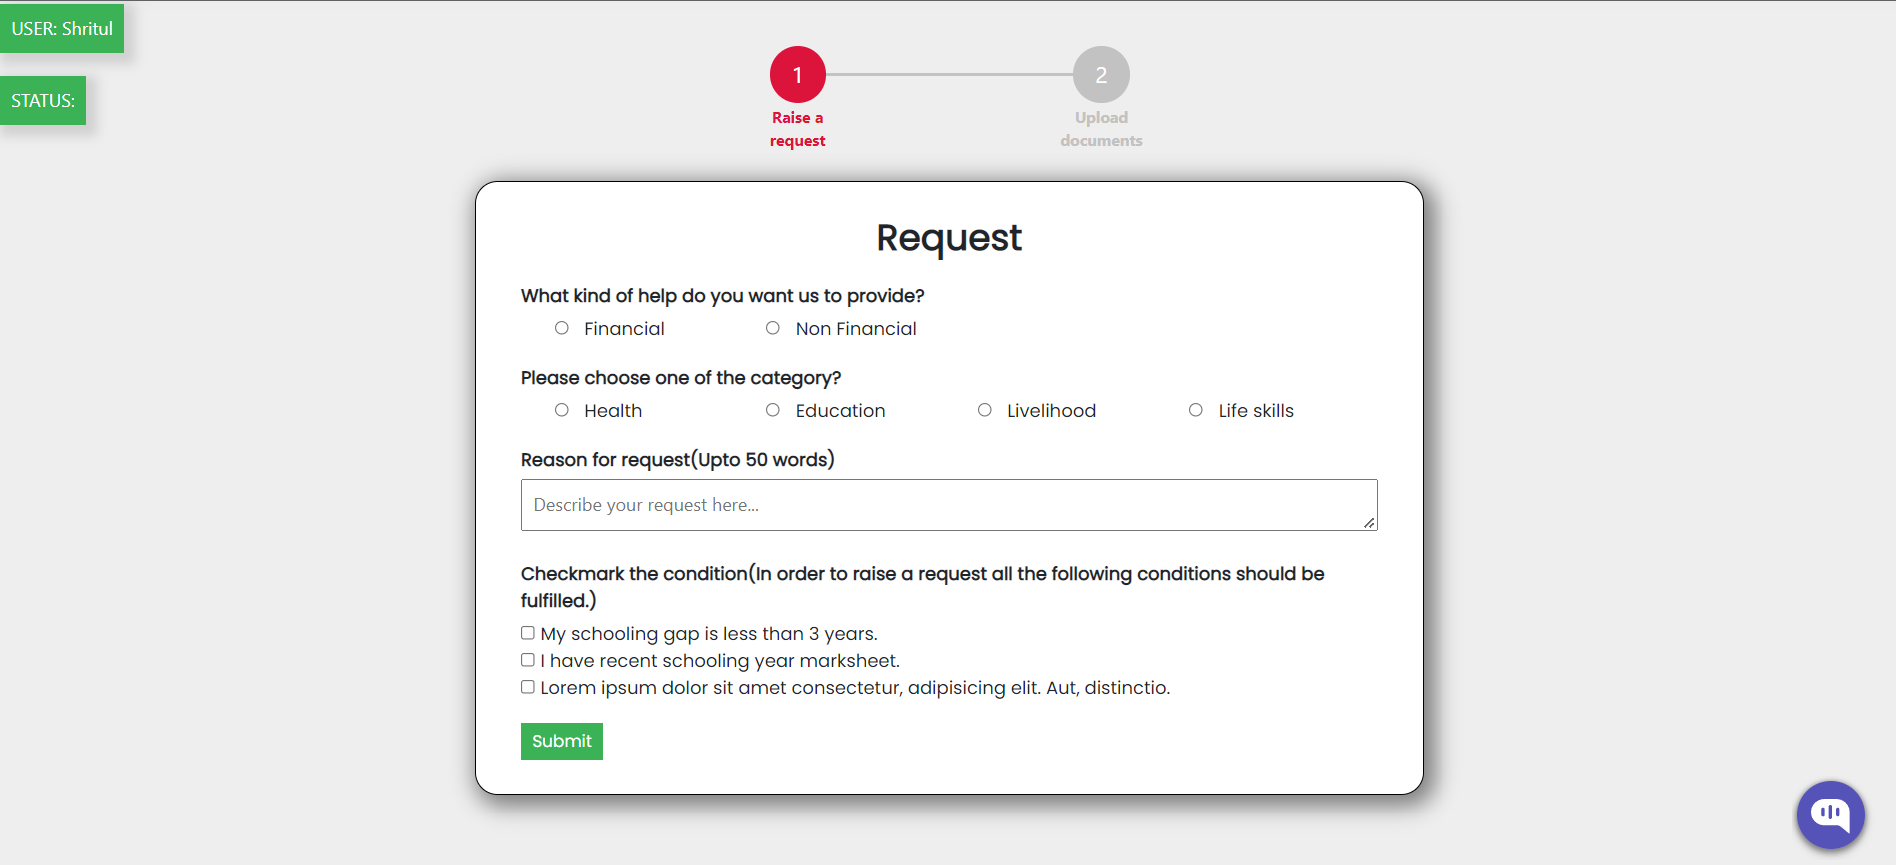 USER: Shritul
STATUS:
1
2
Raise a
request
Upload
documents
Request
What kind of help do you want us to provide?
Financial Non Financial
Please choose one of the category?
Health Education Livelihood Life skills
Reason for request(Upto 50 words)
Describe your request here...
Checkmark the condition(In order to raise a request all the following conditions should be
fulfilled.)
My schooling gap is less than 3 years.
I have recent schooling year marksheet.
Lorem ipsum dolor sit amet consectetur, adipisicing elit. Aut, distinctio.
Submit